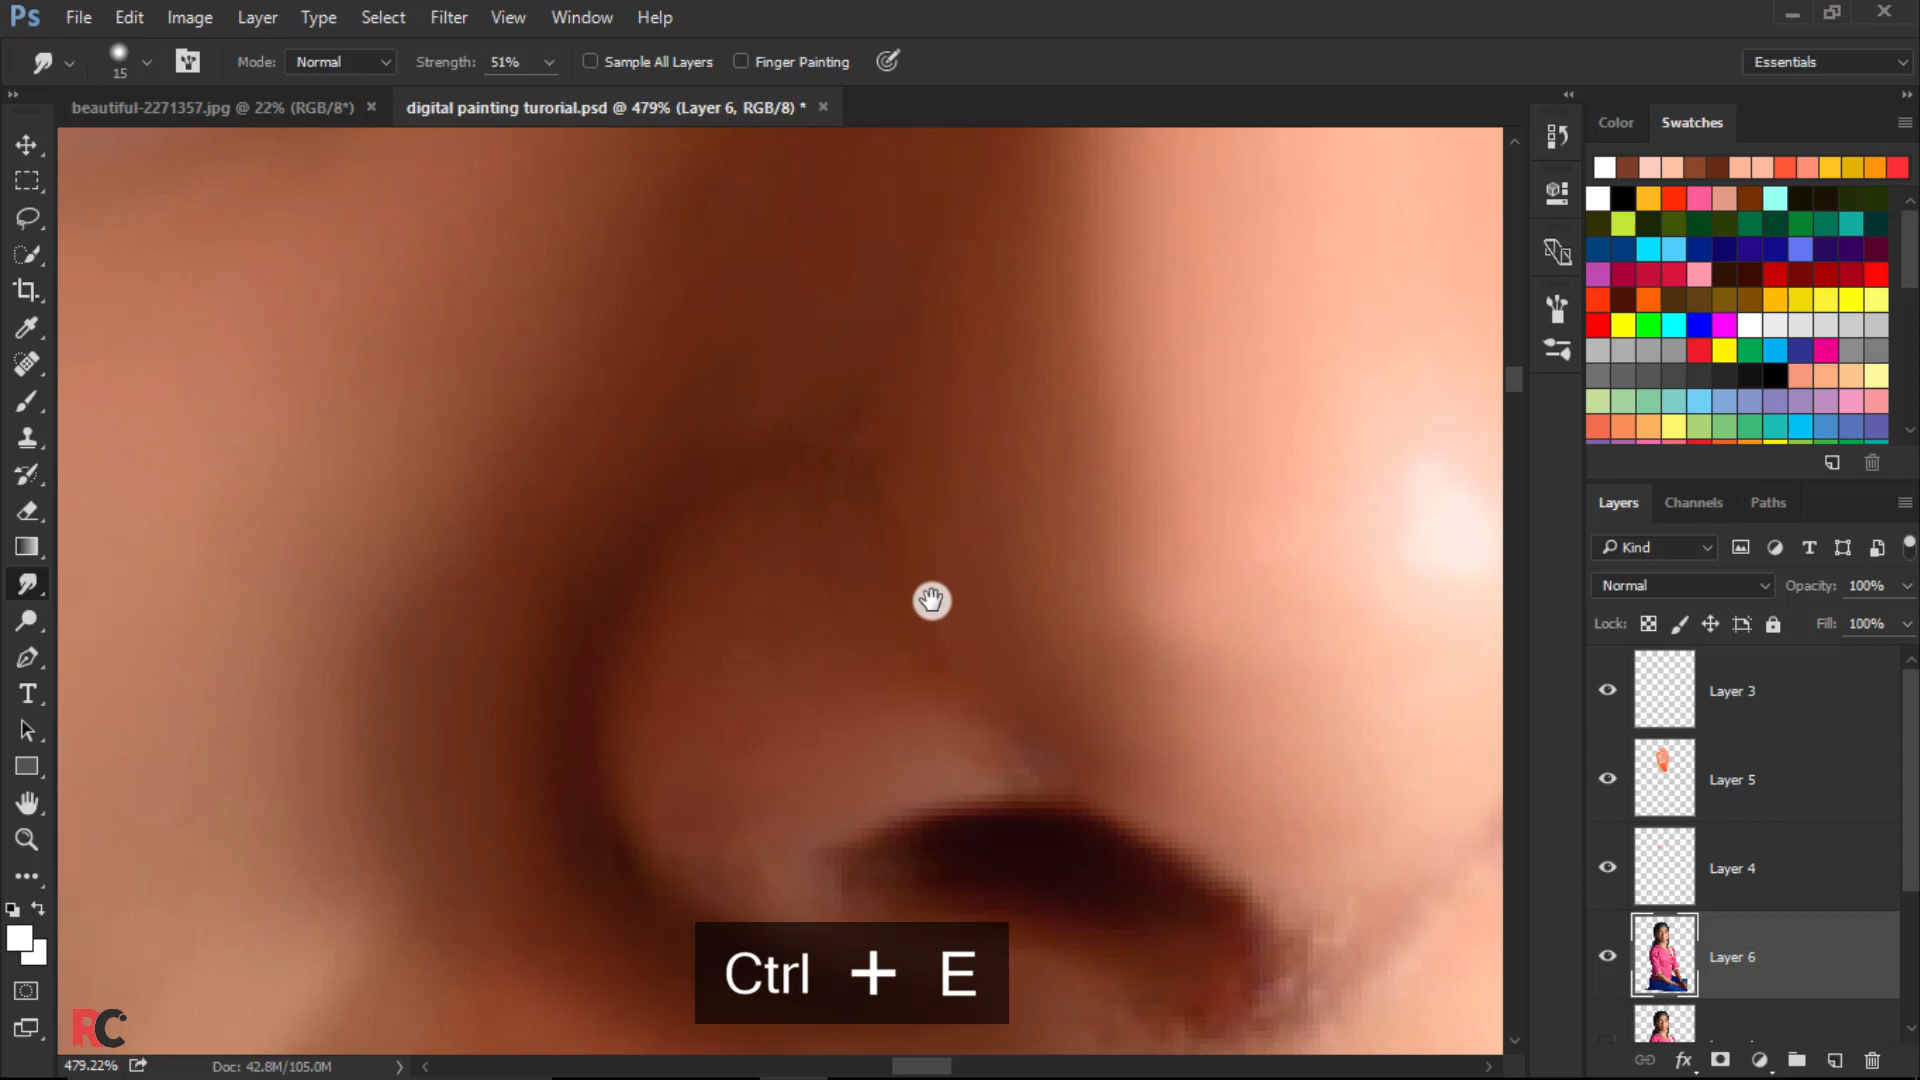 Ps File Edit Image Layer Type Select Filter View Window Help
15 Mode: Normal Strength: 51% Sample All Layers Finger Painting Essentials
beautiful-2271357.jpg @ 22% (RGB/8*) × digital painting turorial.psd @ 479% (Layer 6, RGB/8) * ×
Color Swatches
Layers Channels Paths
Kind
Normal Opacity: 100%
Lock: Fill: 100%
Layer 3
Layer 5
Layer 4
Layer 6
Ctrl + E
RC
479.22% Doc: 42.8M/105.0M
fx